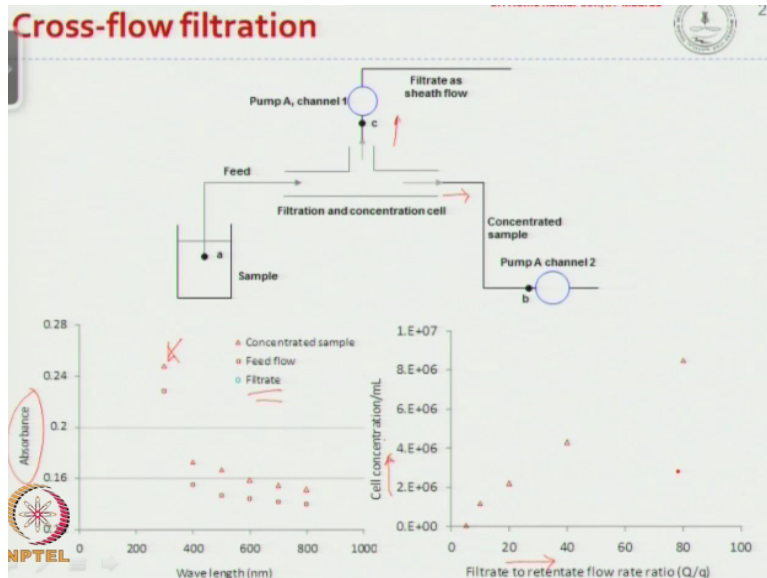 Cross-flow filtration
2
Filtrate as
sheath flow
Pump A, channel 1
c
Feed
Filtration and concentration cell
Concentrated
sample
a
Sample
Pump A channel 2
b
0.28
0.24
0.2
0.16
Absorbance
Concentrated sample
Feed flow
Filtrate
0
200
400
600
800
1000
Wave length (nm)
1.E+07
8.E+06
6.E+06
4.E+06
2.E+06
0.E+00
Cell concentration/mL
0
20
40
60
80
100
Filtrate to retentate flow rate ratio (Q/q)
NPTEL